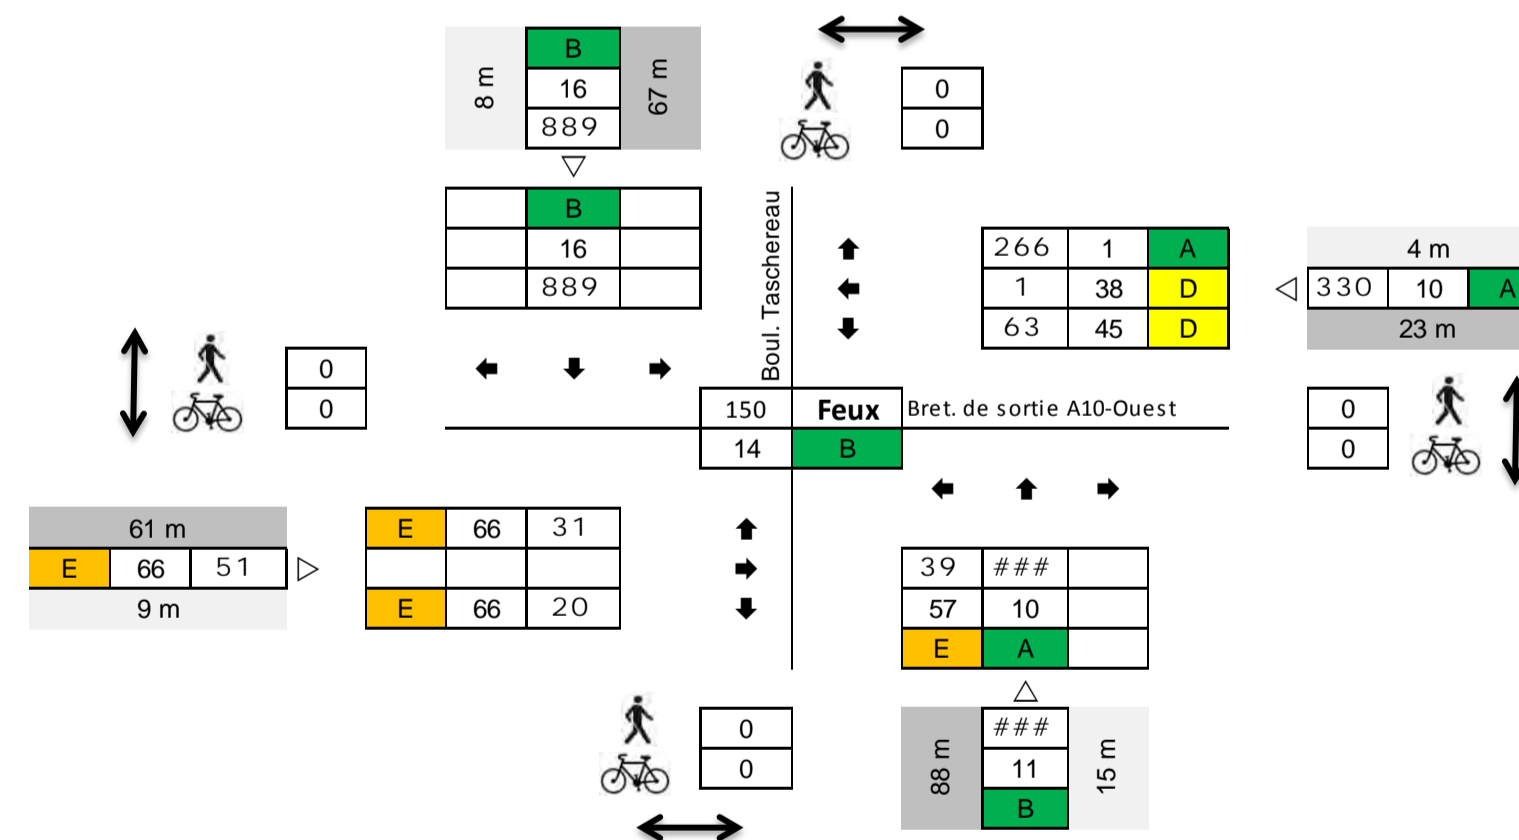 B
8 m 16 67 m
889
0
0
B
16
889
Boul. Taschereau
266 1 A
1 38 D
63 45 D
4 m
330 10 A
23 m
0
0
150 Feux Bret. de sortie A10-Ouest
14 B
0
0
61 m
E 66 51
9 m
E 66 31
E 66 20
39 ###
57 10
E A
0
0
###
88 m 11 15 m
B